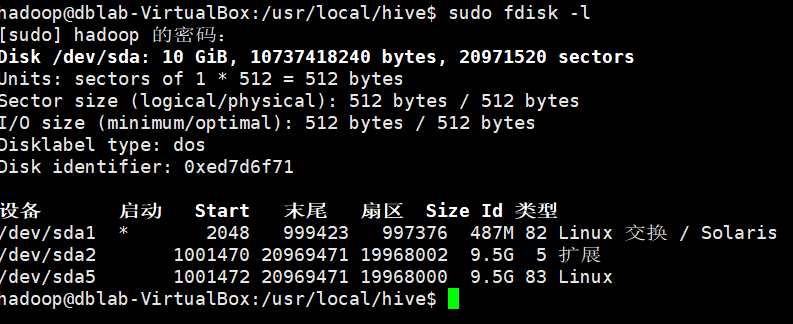 hadoop@dblab-VirtualBox:/usr/local/hive$ sudo fdisk -l
[sudo] hadoop 的密码：
Disk /dev/sda: 10 GiB, 10737418240 bytes, 20971520 sectors
Units: sectors of 1 * 512 = 512 bytes
Sector size (logical/physical): 512 bytes / 512 bytes
I/O size (minimum/optimal): 512 bytes / 512 bytes
Disklabel type: dos
Disk identifier: 0xed7d6f71

设备 启动 Start 末尾 扇区 Size Id 类型
/dev/sda1 * 2048 999423 997376 487M 82 Linux 交换 / Solaris
/dev/sda2 1001470 20969471 19968002 9.5G 5 扩展
/dev/sda5 1001472 20969471 19968000 9.5G 83 Linux
hadoop@dblab-VirtualBox:/usr/local/hive$